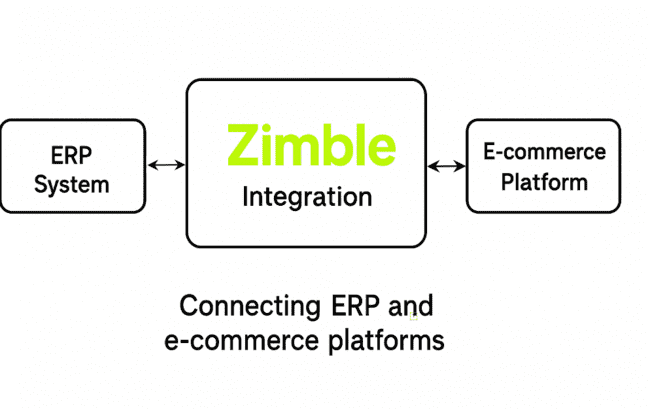 ERP
System
Zimble
Integration
E-commerce
Platform
Connecting ERP and
e-commerce platforms